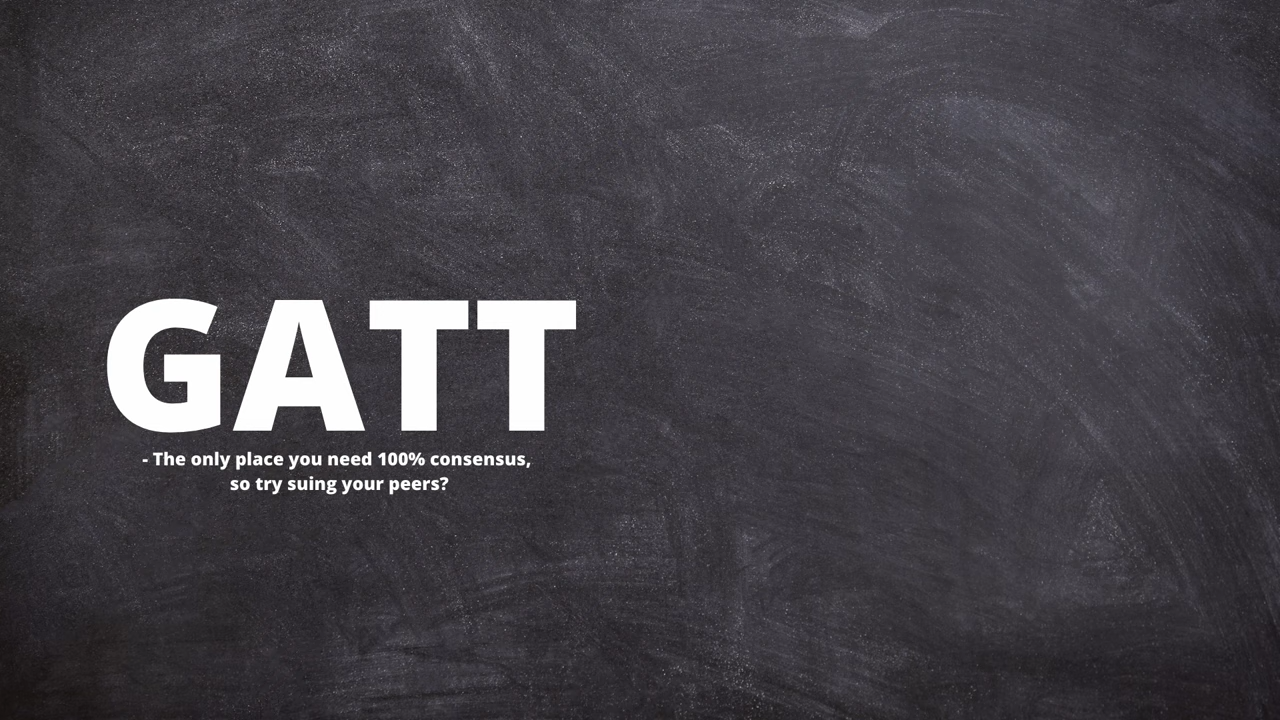 GATT
- The only place you need 100% consensus,
so try suing your peers?